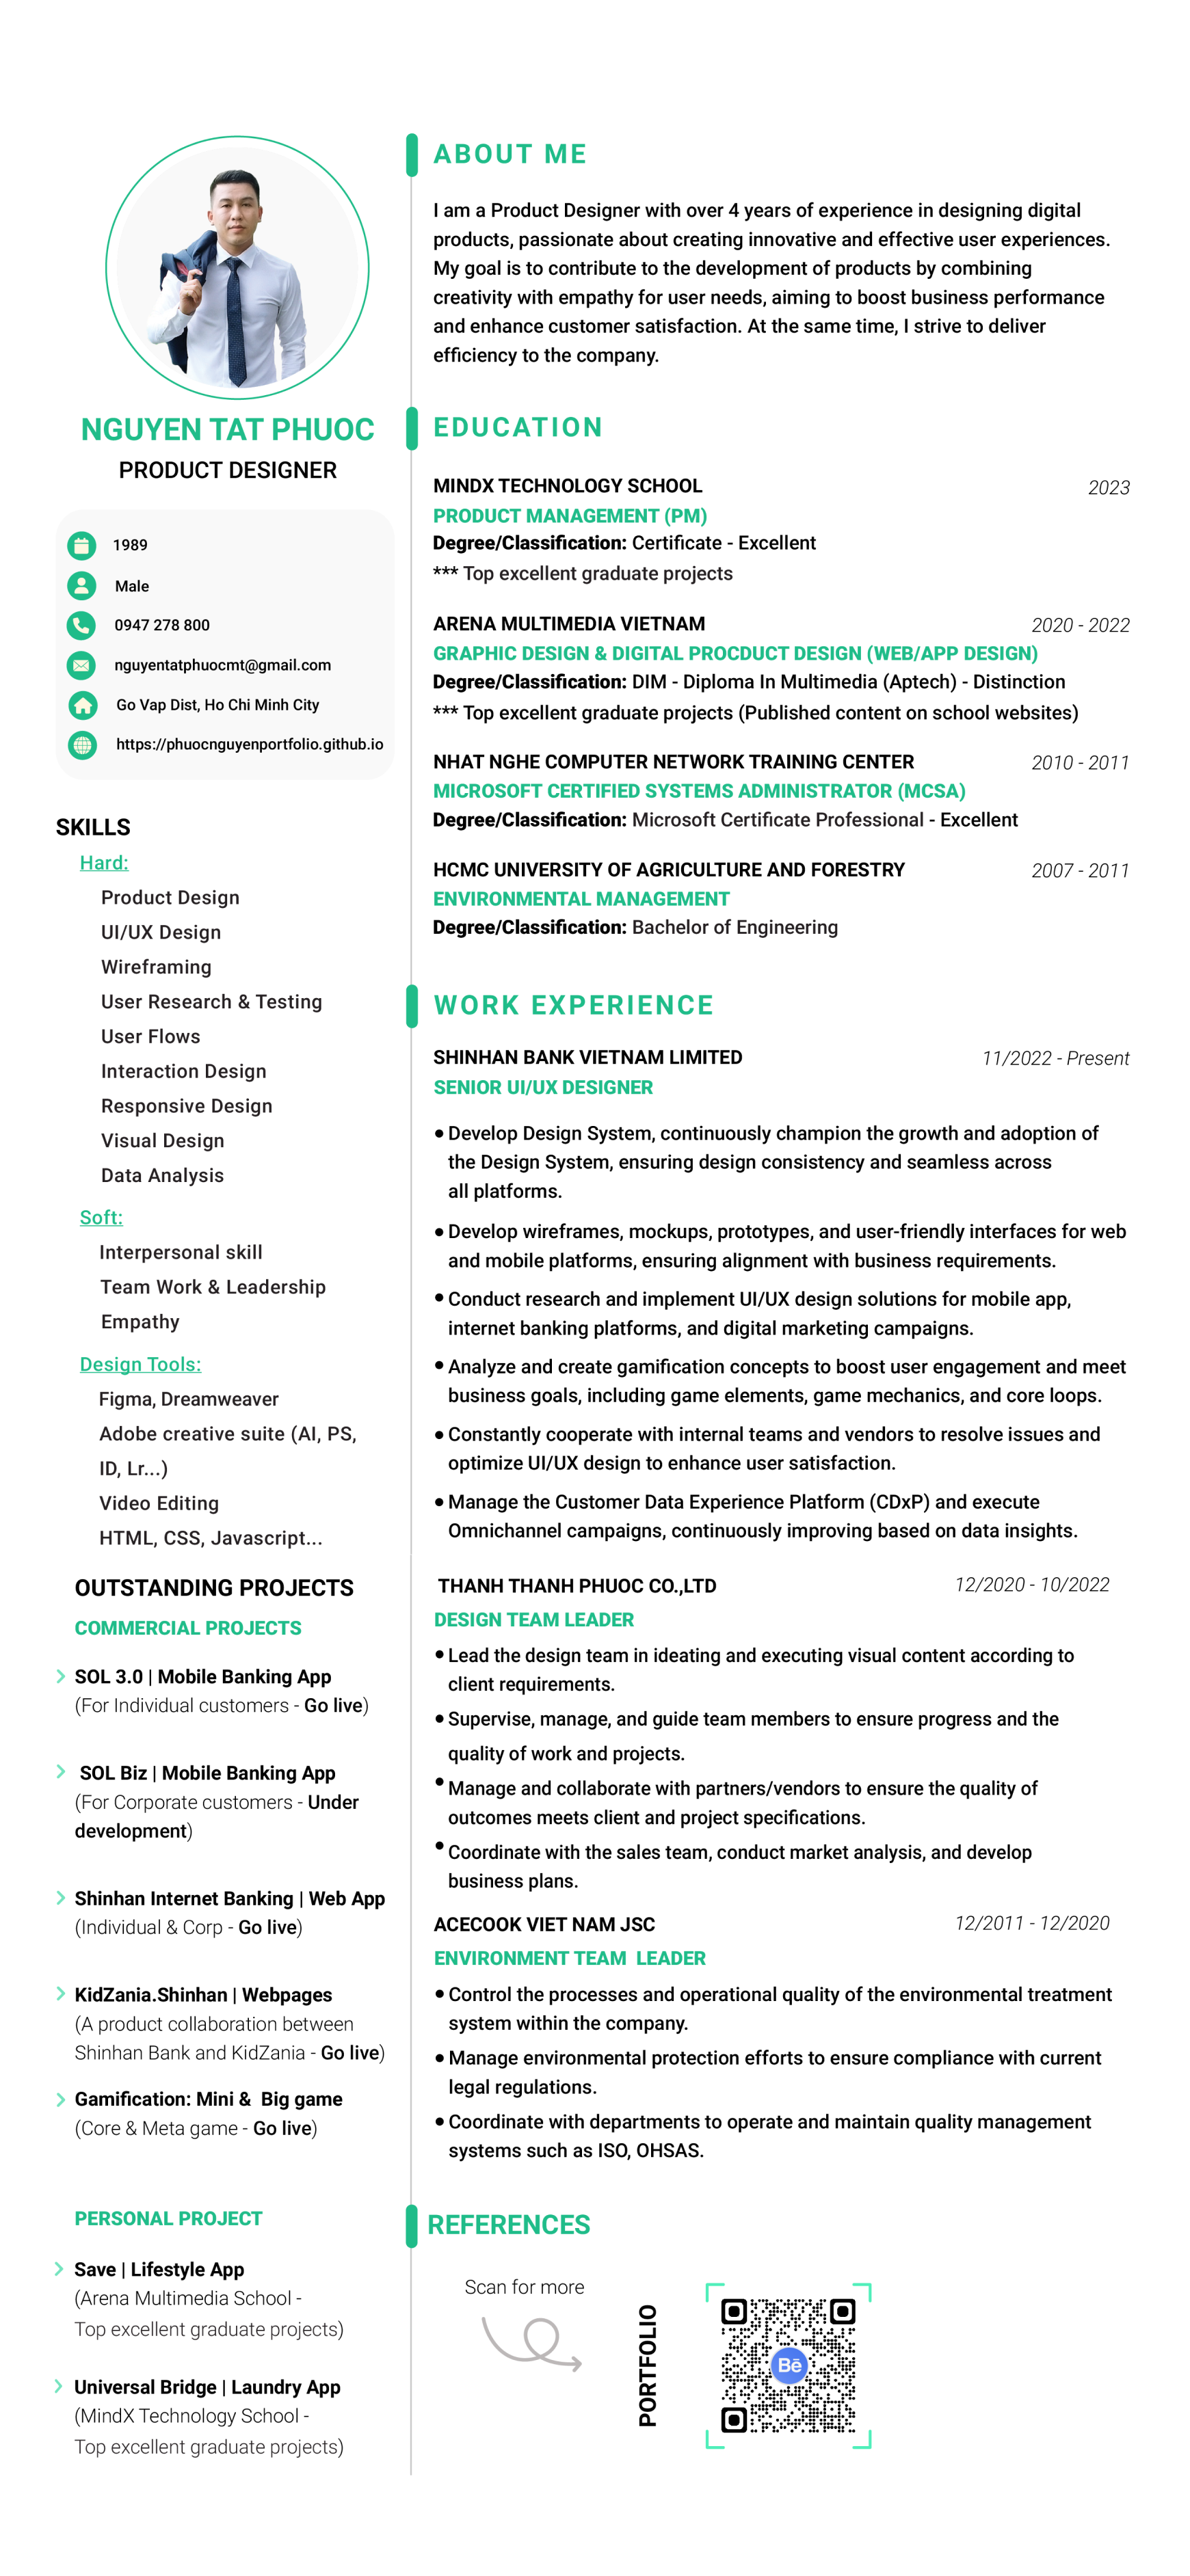 NGUYEN TAT PHUOC
PRODUCT DESIGNER
1989
Male
0947 278 800
nguyentatphuocmt@gmail.com
Go Vap Dist, Ho Chi Minh City
https://phuocnguyenportfolio.github.io
SKILLS
Hard:
Product Design
UI/UX Design
Wireframing
User Research & Testing
User Flows
Interaction Design
Responsive Design
Visual Design
Data Analysis
Soft:
Interpersonal skill
Team Work & Leadership
Empathy
Design Tools:
Figma, Dreamweaver
Adobe creative suite (AI, PS,
ID, Lr...)
Video Editing
HTML, CSS, Javascript...
OUTSTANDING PROJECTS
COMMERCIAL PROJECTS
SOL 3.0 | Mobile Banking App
(For Individual customers - Go live)
SOL Biz | Mobile Banking App
(For Corporate customers - Under
development)
Shinhan Internet Banking | Web App
(Individual & Corp - Go live)
KidZania.Shinhan | Webpages
(A product collaboration between
Shinhan Bank and KidZania - Go live)
Gamification: Mini & Big game
(Core & Meta game - Go live)
PERSONAL PROJECT
Save | Lifestyle App
(Arena Multimedia School -
Top excellent graduate projects)
Universal Bridge | Laundry App
(MindX Technology School -
Top excellent graduate projects)
ABOUT ME
I am a Product Designer with over 4 years of experience in designing digital
products, passionate about creating innovative and effective user experiences.
My goal is to contribute to the development of products by combining
creativity with empathy for user needs, aiming to boost business performance
and enhance customer satisfaction. At the same time, I strive to deliver
efficiency to the company.
EDUCATION
MINDX TECHNOLOGY SCHOOL 2023
PRODUCT MANAGEMENT (PM)
Degree/Classification: Certificate - Excellent
*** Top excellent graduate projects
ARENA MULTIMEDIA VIETNAM 2020 - 2022
GRAPHIC DESIGN & DIGITAL PROCDUCT DESIGN (WEB/APP DESIGN)
Degree/Classification: DIM - Diploma In Multimedia (Aptech) - Distinction
*** Top excellent graduate projects (Published content on school websites)
NHAT NGHE COMPUTER NETWORK TRAINING CENTER 2010 - 2011
MICROSOFT CERTIFIED SYSTEMS ADMINISTRATOR (MCSA)
Degree/Classification: Microsoft Certificate Professional - Excellent
HCMC UNIVERSITY OF AGRICULTURE AND FORESTRY 2007 - 2011
ENVIRONMENTAL MANAGEMENT
Degree/Classification: Bachelor of Engineering
WORK EXPERIENCE
SHINHAN BANK VIETNAM LIMITED 11/2022 - Present
SENIOR UI/UX DESIGNER
• Develop Design System, continuously champion the growth and adoption of
the Design System, ensuring design consistency and seamless across
all platforms.
• Develop wireframes, mockups, prototypes, and user-friendly interfaces for web
and mobile platforms, ensuring alignment with business requirements.
• Conduct research and implement UI/UX design solutions for mobile app,
internet banking platforms, and digital marketing campaigns.
• Analyze and create gamification concepts to boost user engagement and meet
business goals, including game elements, game mechanics, and core loops.
• Constantly cooperate with internal teams and vendors to resolve issues and
optimize UI/UX design to enhance user satisfaction.
• Manage the Customer Data Experience Platform (CDxP) and execute
Omnichannel campaigns, continuously improving based on data insights.
THANH THANH PHUOC CO.,LTD 12/2020 - 10/2022
DESIGN TEAM LEADER
• Lead the design team in ideating and executing visual content according to
client requirements.
• Supervise, manage, and guide team members to ensure progress and the
quality of work and projects.
• Manage and collaborate with partners/vendors to ensure the quality of
outcomes meets client and project specifications.
• Coordinate with the sales team, conduct market analysis, and develop
business plans.
ACECOOK VIET NAM JSC 12/2011 - 12/2020
ENVIRONMENT TEAM LEADER
• Control the processes and operational quality of the environmental treatment
system within the company.
• Manage environmental protection efforts to ensure compliance with current
legal regulations.
• Coordinate with departments to operate and maintain quality management
systems such as ISO, OHSAS.
REFERENCES
Scan for more
PORTFOLIO
Bē